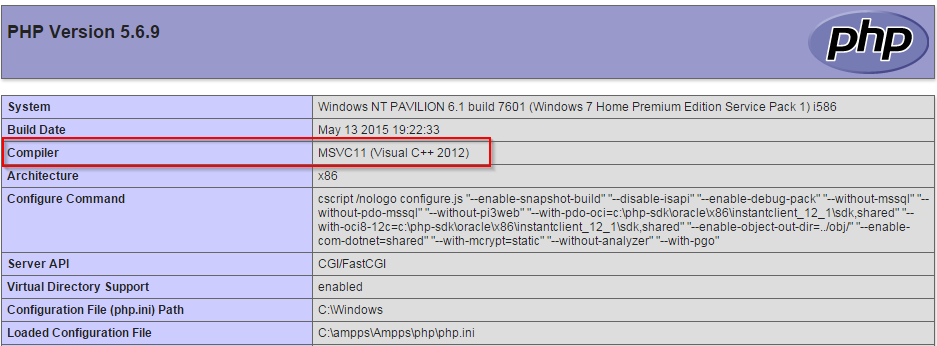 PHP Version 5.6.9
php
System Windows NT PAVILION 6.1 build 7601 (Windows 7 Home Premium Edition Service Pack 1) i586
Build Date May 13 2015 19:22:33
Compiler MSVC11 (Visual C++ 2012)
Architecture x86
Configure Command cscript /nologo configure.js "--enable-snapshot-build" "--disable-isapi" "--enable-debug-pack" "--without-mssql" "--
without-pdo-mssql" "--without-pi3web" "--with-pdo-oci=c:\php-sdk\oracle\x86\instantclient_12_1\sdk,shared" "--
with-oci8-12c=c:\php-sdk\oracle\x86\instantclient_12_1\sdk,shared" "--enable-object-out-dir=../obj/" "--enable-
com-dotnet=shared" "--with-mcrypt=static" "--without-analyzer" "--with-pgo"
Server API CGI/FastCGI
Virtual Directory Support enabled
Configuration File (php.ini) Path C:\Windows
Loaded Configuration File C:\ampps\Ampps\php\php.ini